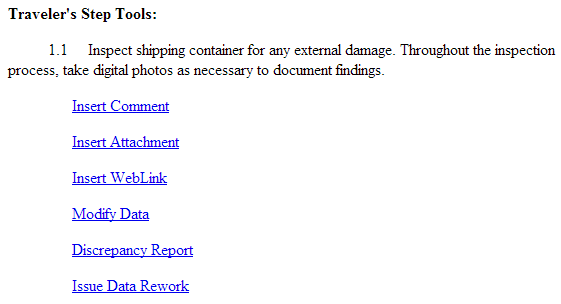 Traveler's Step Tools:
1.1 Inspect shipping container for any external damage. Throughout the inspection
process, take digital photos as necessary to document findings.
Insert Comment
Insert Attachment
Insert WebLink
Modify Data
Discrepancy Report
Issue Data Rework